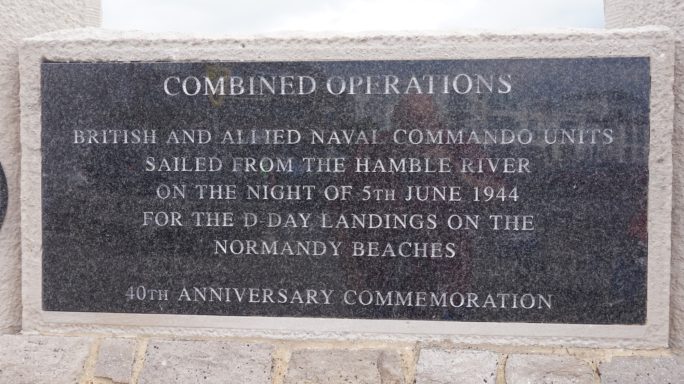 COMBINED OPERATIONS
BRITISH AND ALLIED NAVAL COMMANDO UNITS
SAILED FROM THE HAMBLE RIVER
ON THE NIGHT OF 5TH JUNE 1944
FOR THE D-DAY LANDINGS ON THE
NORMANDY BEACHES
40TH ANNIVERSARY COMMEMORATION